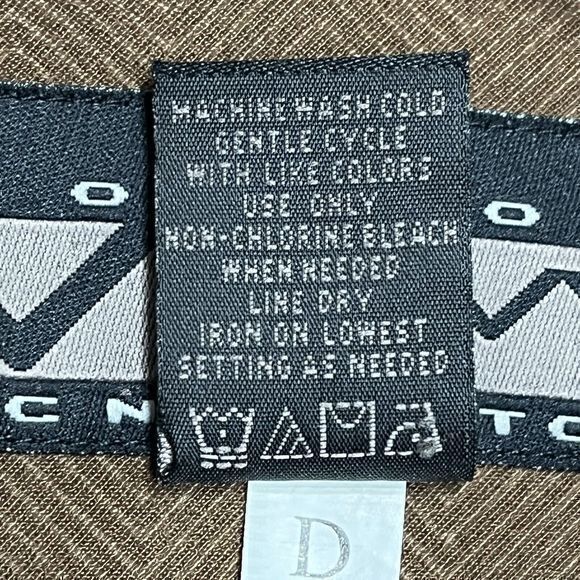 MACHINE WASH COLD
GENTLE CYCLE
WITH LIKE COLORS
USE ONLY
NON-CHLORINE BLEACH
WHEN NEEDED
LINE DRY
IRON ON LOWEST
SETTING AS NEEDED
O
O
C N
TC
D